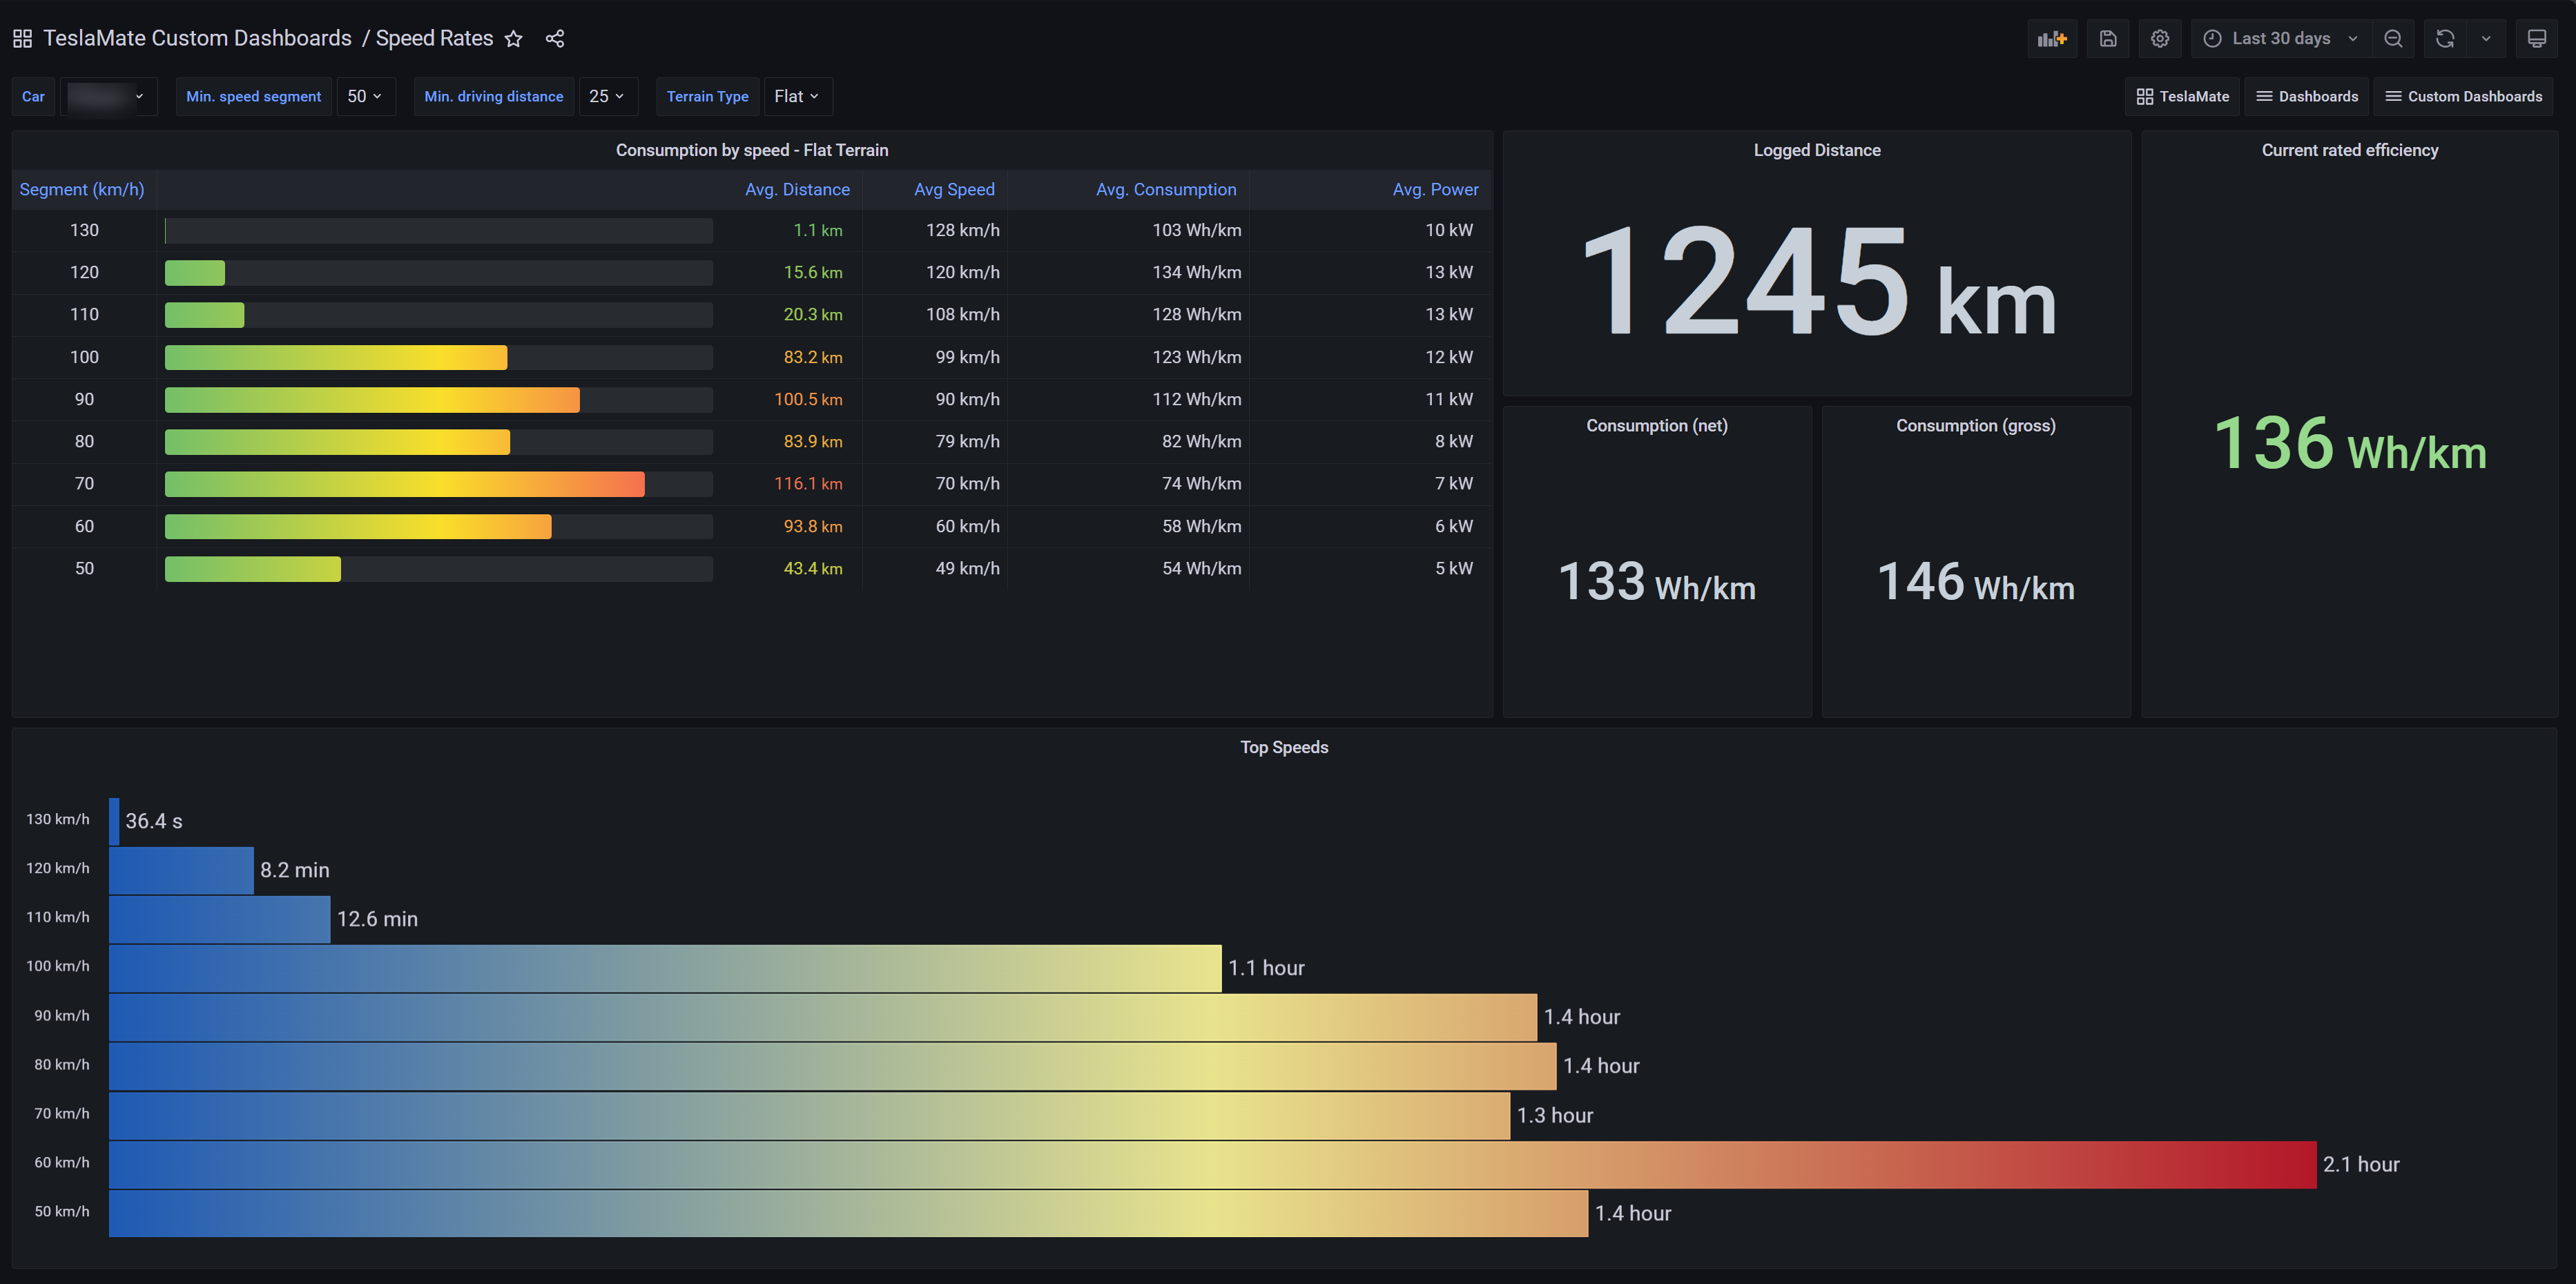 TeslaMate Custom Dashboards / Speed Rates
Last 30 days
Car Min. speed segment 50 Min. driving distance 25 Terrain Type Flat
TeslaMate Dashboards Custom Dashboards
Consumption by speed - Flat Terrain
Segment (km/h) Avg. Distance Avg Speed Avg. Consumption Avg. Power
130 1.1 km 128 km/h 103 Wh/km 10 kW
120 15.6 km 120 km/h 134 Wh/km 13 kW
110 20.3 km 108 km/h 128 Wh/km 13 kW
100 83.2 km 99 km/h 123 Wh/km 12 kW
90 100.5 km 90 km/h 112 Wh/km 11 kW
80 83.9 km 79 km/h 82 Wh/km 8 kW
70 116.1 km 70 km/h 74 Wh/km 7 kW
60 93.8 km 60 km/h 58 Wh/km 6 kW
50 43.4 km 49 km/h 54 Wh/km 5 kW
Logged Distance
1245 km
Consumption (net)
133 Wh/km
Consumption (gross)
146 Wh/km
Current rated efficiency
136 Wh/km
Top Speeds
130 km/h 36.4 s
120 km/h 8.2 min
110 km/h 12.6 min
100 km/h 1.1 hour
90 km/h 1.4 hour
80 km/h 1.4 hour
70 km/h 1.3 hour
60 km/h 2.1 hour
50 km/h 1.4 hour